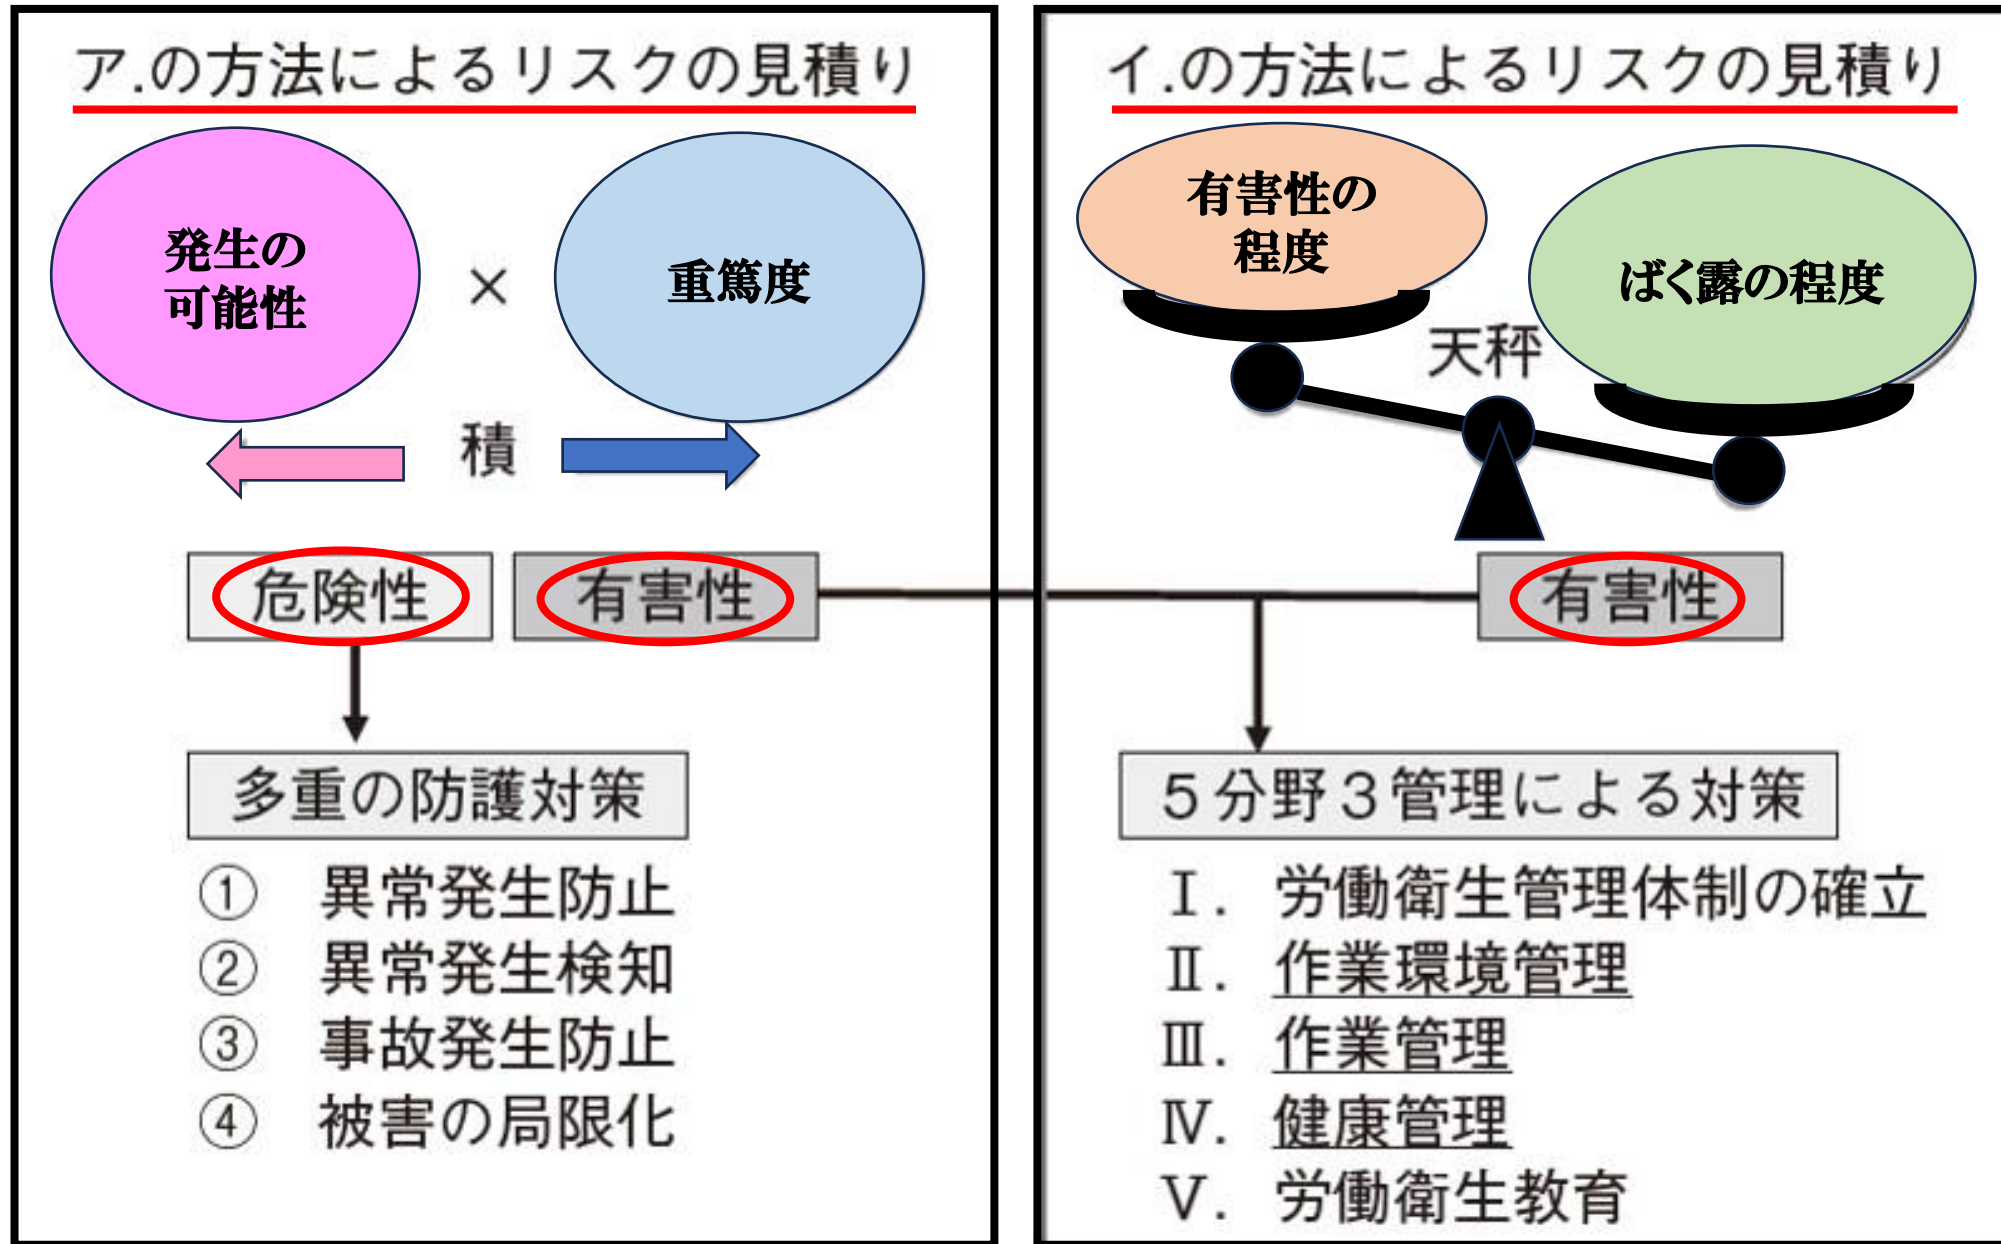 ア.の方法によるリスクの見積り
発生の
可能性
×
重篤度
積
危険性
有害性
多重の防護対策
① 異常発生防止
② 異常発生検知
③ 事故発生防止
④ 被害の局限化
イ.の方法によるリスクの見積り
有害性の
程度
ばく露の程度
天秤
有害性
５分野３管理による対策
Ⅰ. 労働衛生管理体制の確立
Ⅱ. 作業環境管理
Ⅲ. 作業管理
Ⅳ. 健康管理
Ⅴ. 労働衛生教育